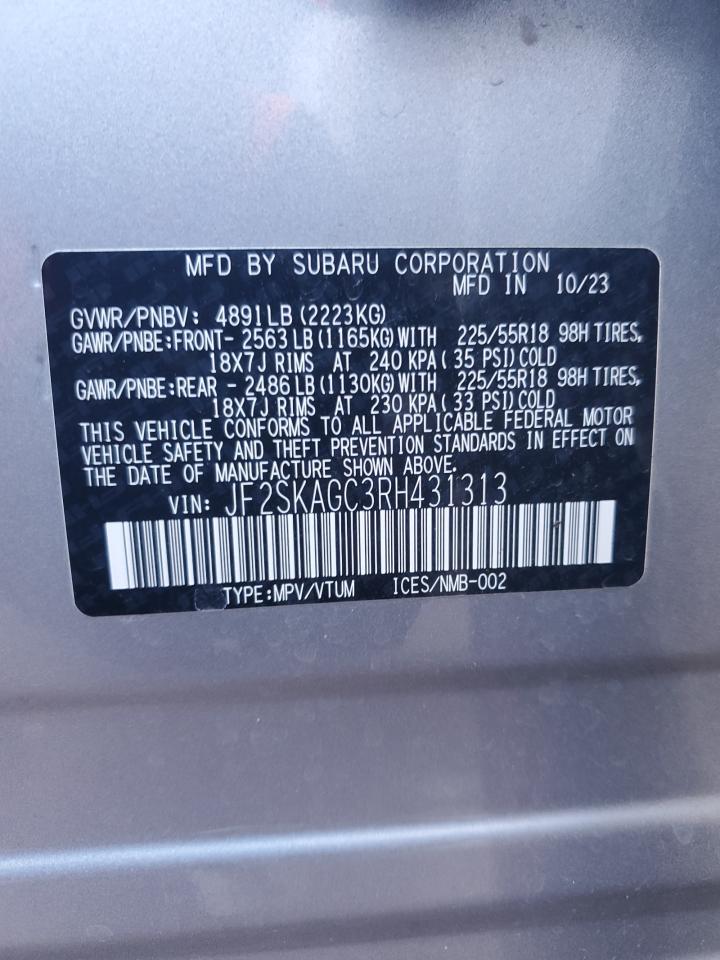 MFD BY SUBARU CORPORATION
MFD IN 10/23
GVWR/PNBV: 4891LB (2223KG)
GAWR/PNBE:FRONT- 2563LB (1165KG)WITH 225/55R18 98H TIRES,
18X7J RIMS AT 240 KPA (35 PSI) COLD
GAWR/PNBE:REAR - 2486LB (1130KG)WITH 225/55R18 98H TIRES,
18X7J RIMS AT 230 KPA (33 PSI) COLD
THIS VEHICLE CONFORMS TO ALL APPLICABLE FEDERAL MOTOR
VEHICLE SAFETY AND THEFT PREVENTION STANDARDS IN EFFECT ON
THE DATE OF MANUFACTURE SHOWN ABOVE.
VIN: JF2SKAGC3RH431313
TYPE:MPV/VTUM ICES/NMB-002